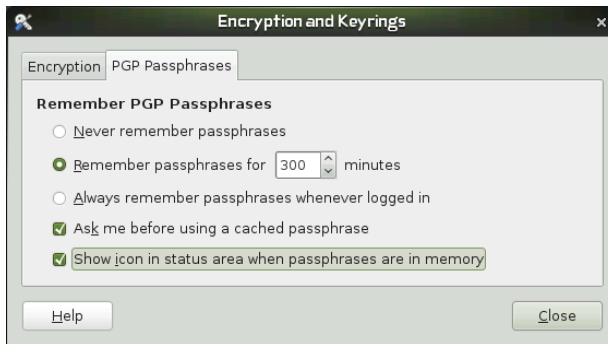 Encryption and Keyrings
Encryption PGP Passphrases
Remember PGP Passphrases
Never remember passphrases
Remember passphrases for 300 minutes
Always remember passphrases whenever logged in
Ask me before using a cached passphrase
Show icon in status area when passphrases are in memory
Help Close